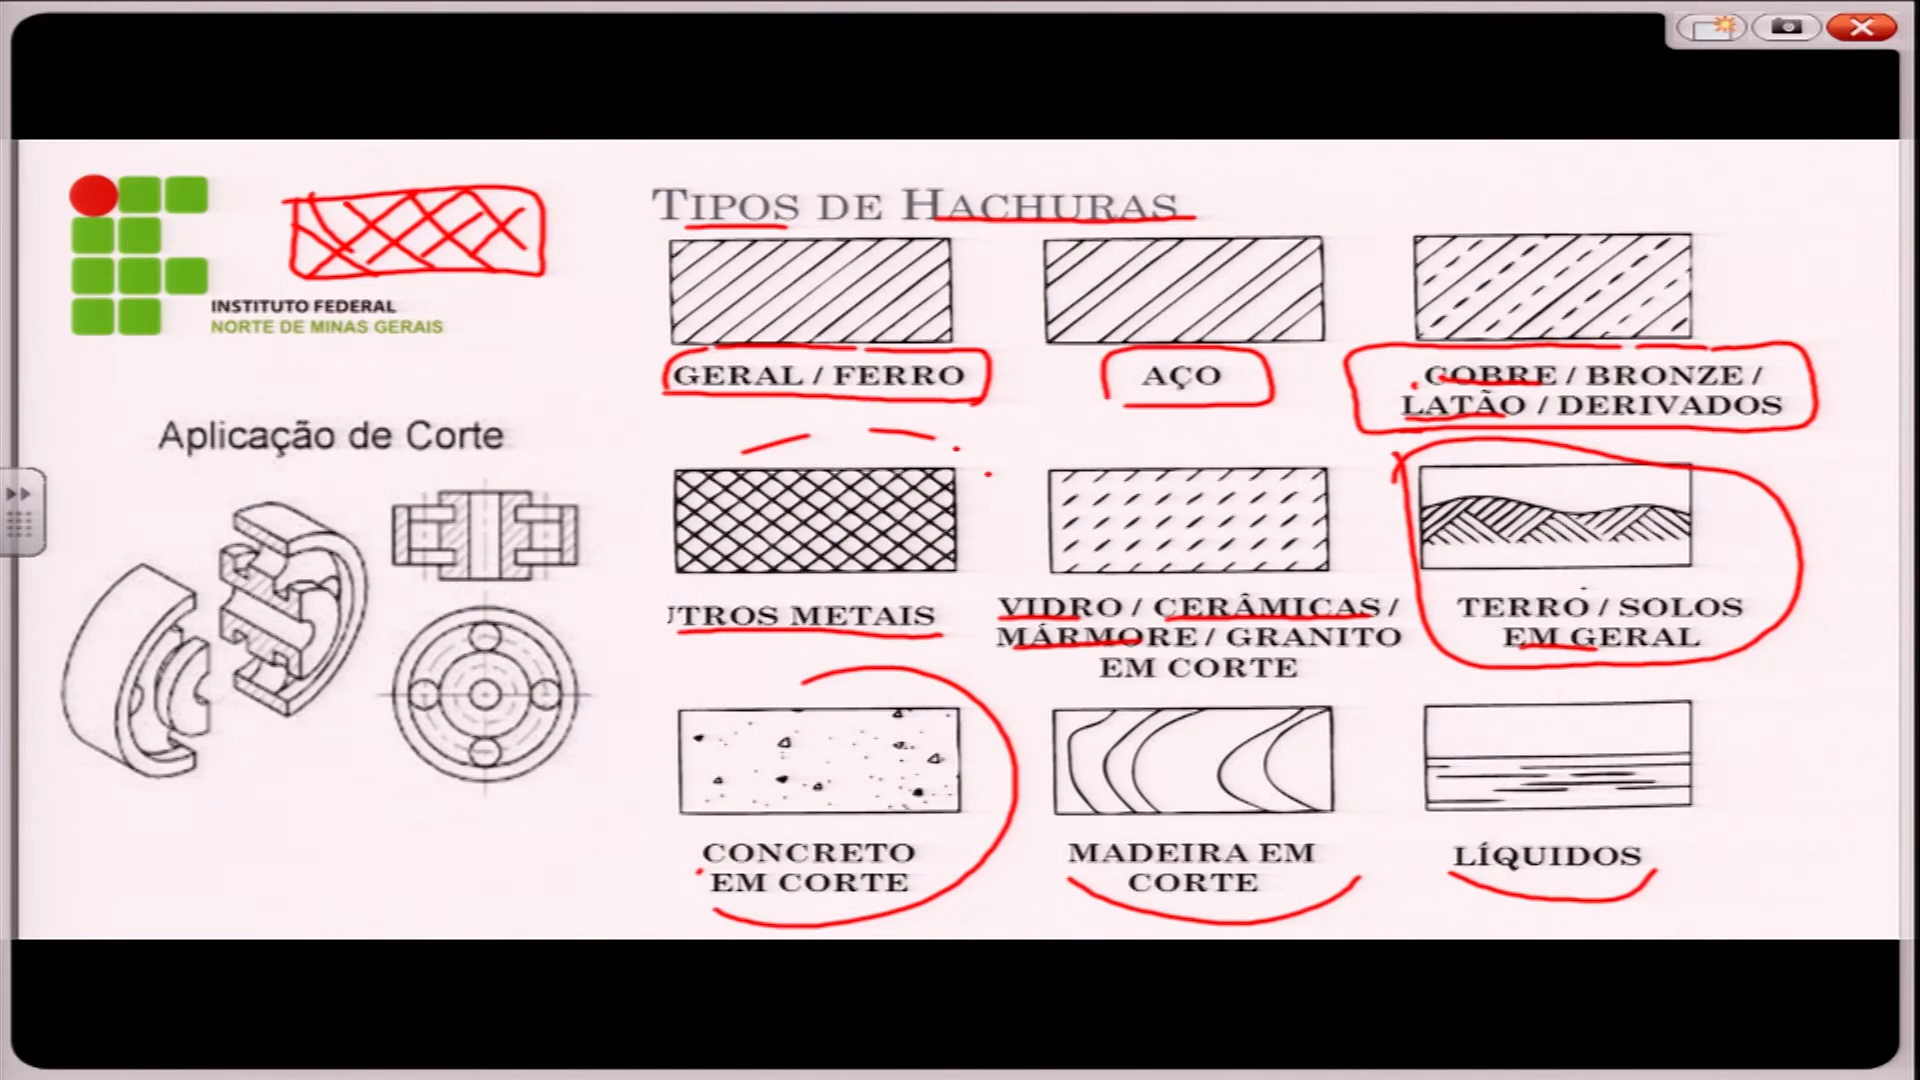 INSTITUTO FEDERAL
NORTE DE MINAS GERAIS
Aplicação de Corte
TIPOS DE HACHURAS
GERAL / FERRO
AÇO
COBRE / BRONZE /
LATÃO / DERIVADOS
UTROS METAIS
VIDRO / CERÂMICAS /
MÁRMORE / GRANITO
EM CORTE
TERRO / SOLOS
EM GERAL
CONCRETO
EM CORTE
MADEIRA EM
CORTE
LÍQUIDOS